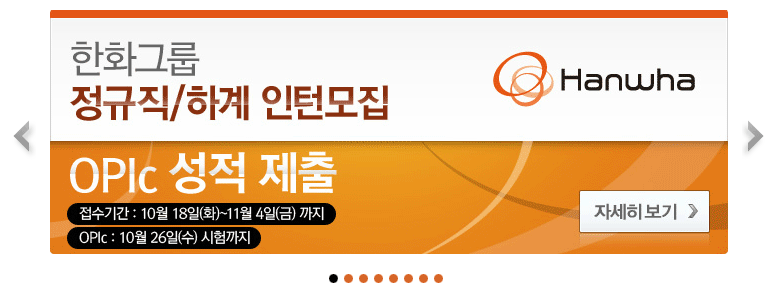 한화그룹
정규직/하계 인턴모집
Hanwha
OPIc 성적 제출
접수기간 : 10월 18일(화)~11월 4일(금) 까지
OPIc : 10월 26일(수) 시험까지
자세히 보기